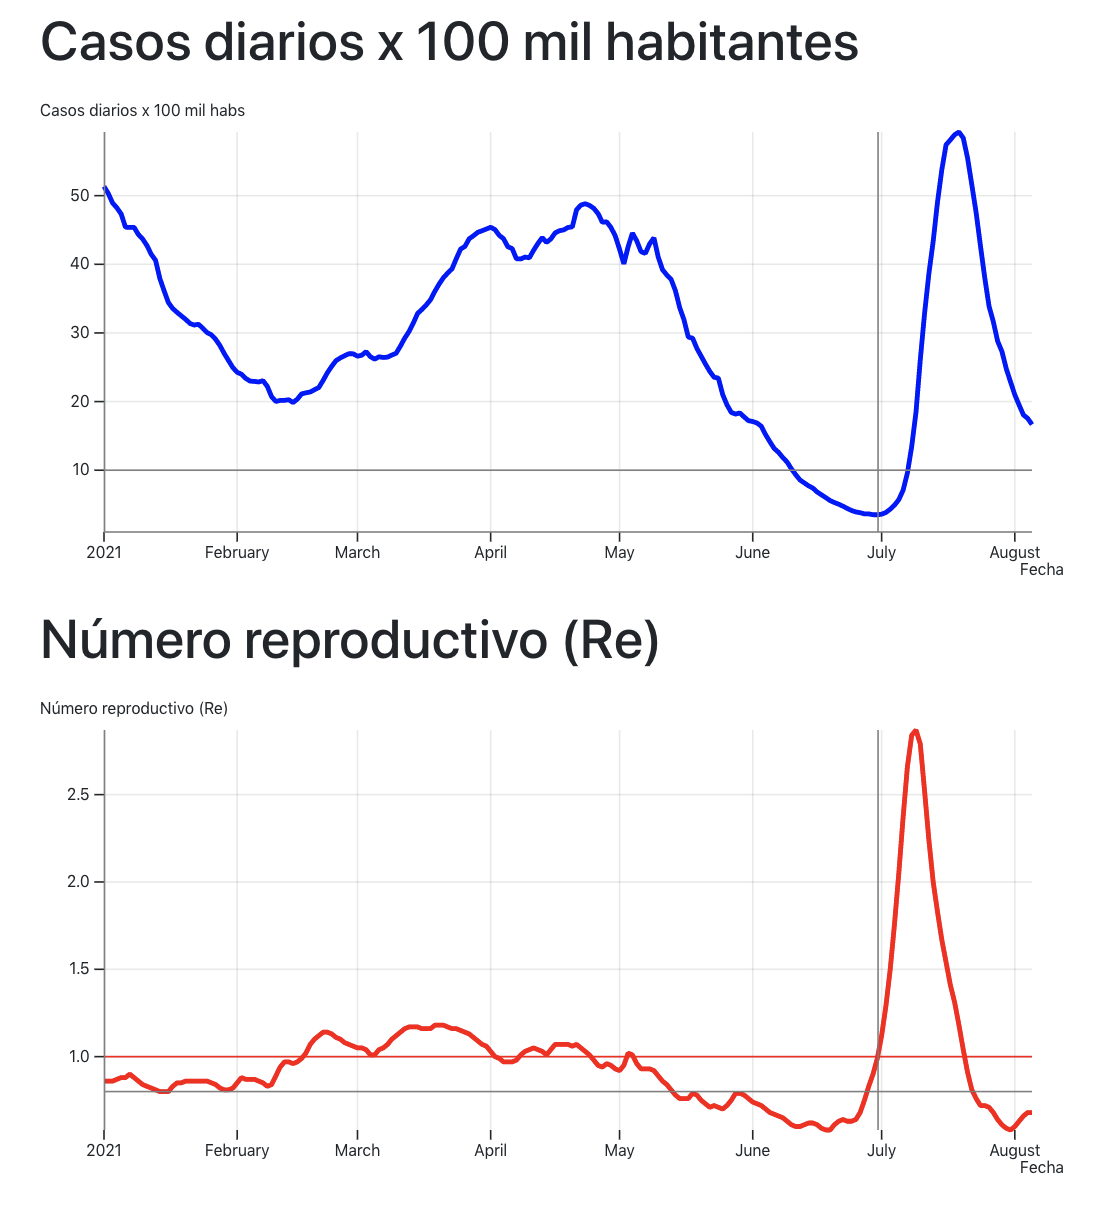 Casos diarios x 100 mil habitantes
Casos diarios x 100 mil habs
50
40
30
20
10
2021 February March April May June July August
Fecha
Número reproductivo (Re)
Número reproductivo (Re)
2.5
2.0
1.5
1.0
2021 February March April May June July August
Fecha